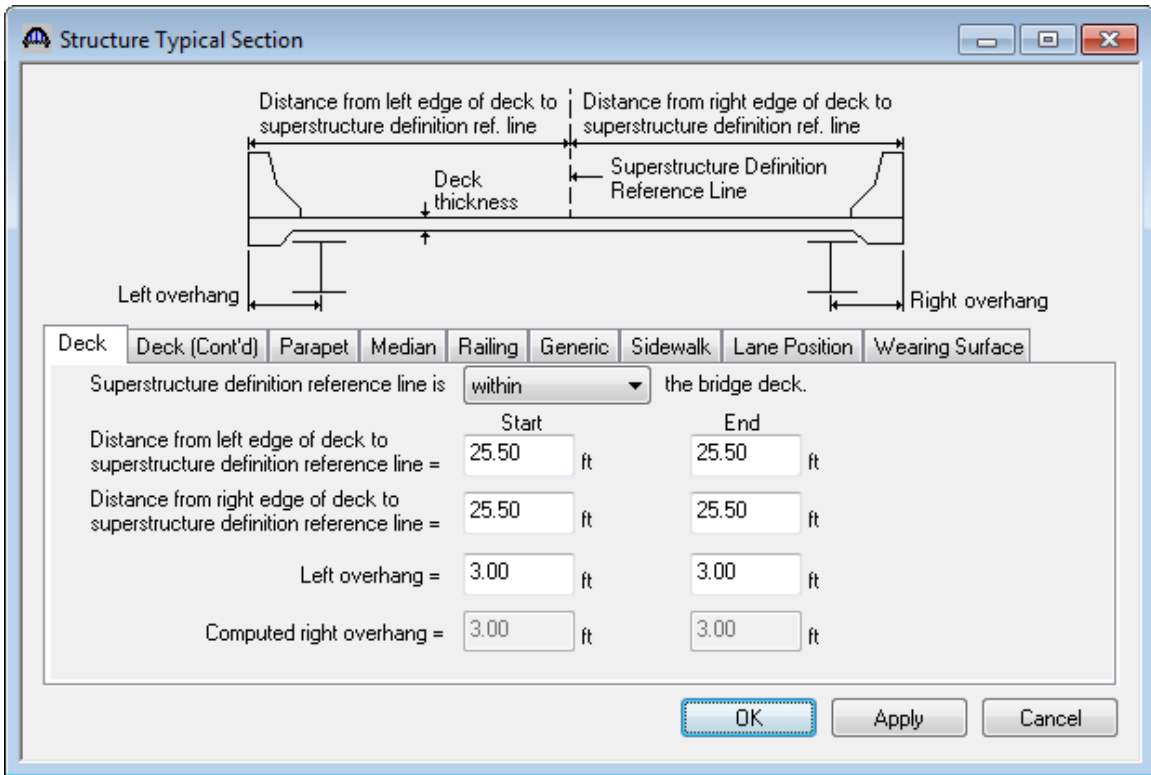 Structure Typical Section
Distance from left edge of deck to
superstructure definition ref. line
Distance from right edge of deck to
superstructure definition ref. line
Superstructure Definition
Reference Line
Deck
thickness
Left overhang
Right overhang
Deck Deck (Cont'd) Parapet Median Railing Generic Sidewalk Lane Position Wearing Surface
Superstructure definition reference line is within the bridge deck.
Start End
Distance from left edge of deck to
superstructure definition reference line = 25.50 ft 25.50 ft
Distance from right edge of deck to
superstructure definition reference line = 25.50 ft 25.50 ft
Left overhang = 3.00 ft 3.00 ft
Computed right overhang = 3.00 ft 3.00 ft
OK Apply Cancel